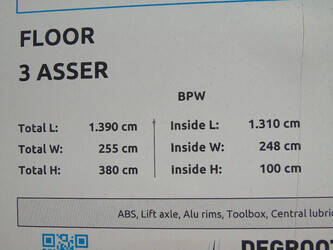 FLOOR
3 ASSER
BPW
Total L: 1.390 cm Inside L: 1.310 cm
Total W: 255 cm Inside W: 248 cm
Total H: 380 cm Inside H: 100 cm
ABS, Lift axle, Alu rims, Toolbox, Central lubric
DEGROO